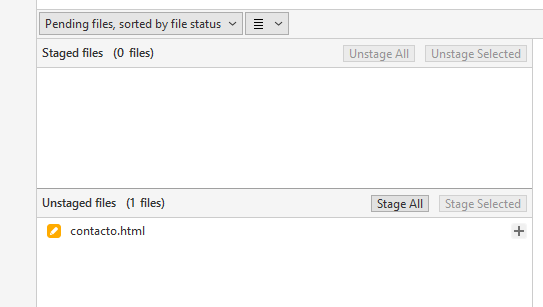 Pending files, sorted by file status
Staged files (0 files) Unstage All Unstage Selected
Unstaged files (1 files) Stage All Stage Selected
contacto.html